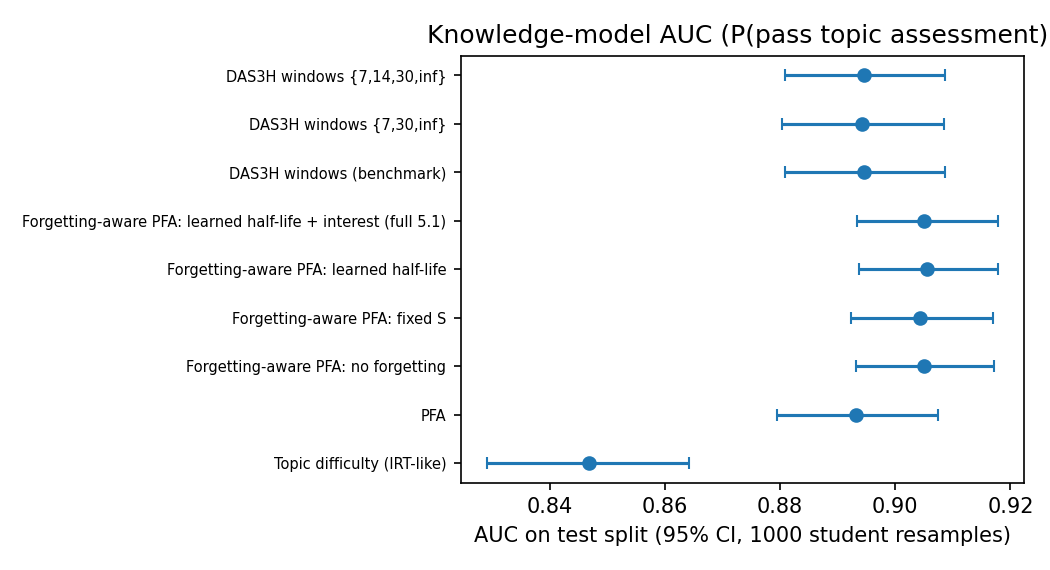 Knowledge-model AUC (P(pass topic assessment)
DAS3H windows {7,14,30,inf}
DAS3H windows {7,30,inf}
DAS3H windows (benchmark)
Forgetting-aware PFA: learned half-life + interest (full 5.1)
Forgetting-aware PFA: learned half-life
Forgetting-aware PFA: fixed S
Forgetting-aware PFA: no forgetting
PFA
Topic difficulty (IRT-like)
0.84 0.86 0.88 0.90 0.92
AUC on test split (95% CI, 1000 student resamples)